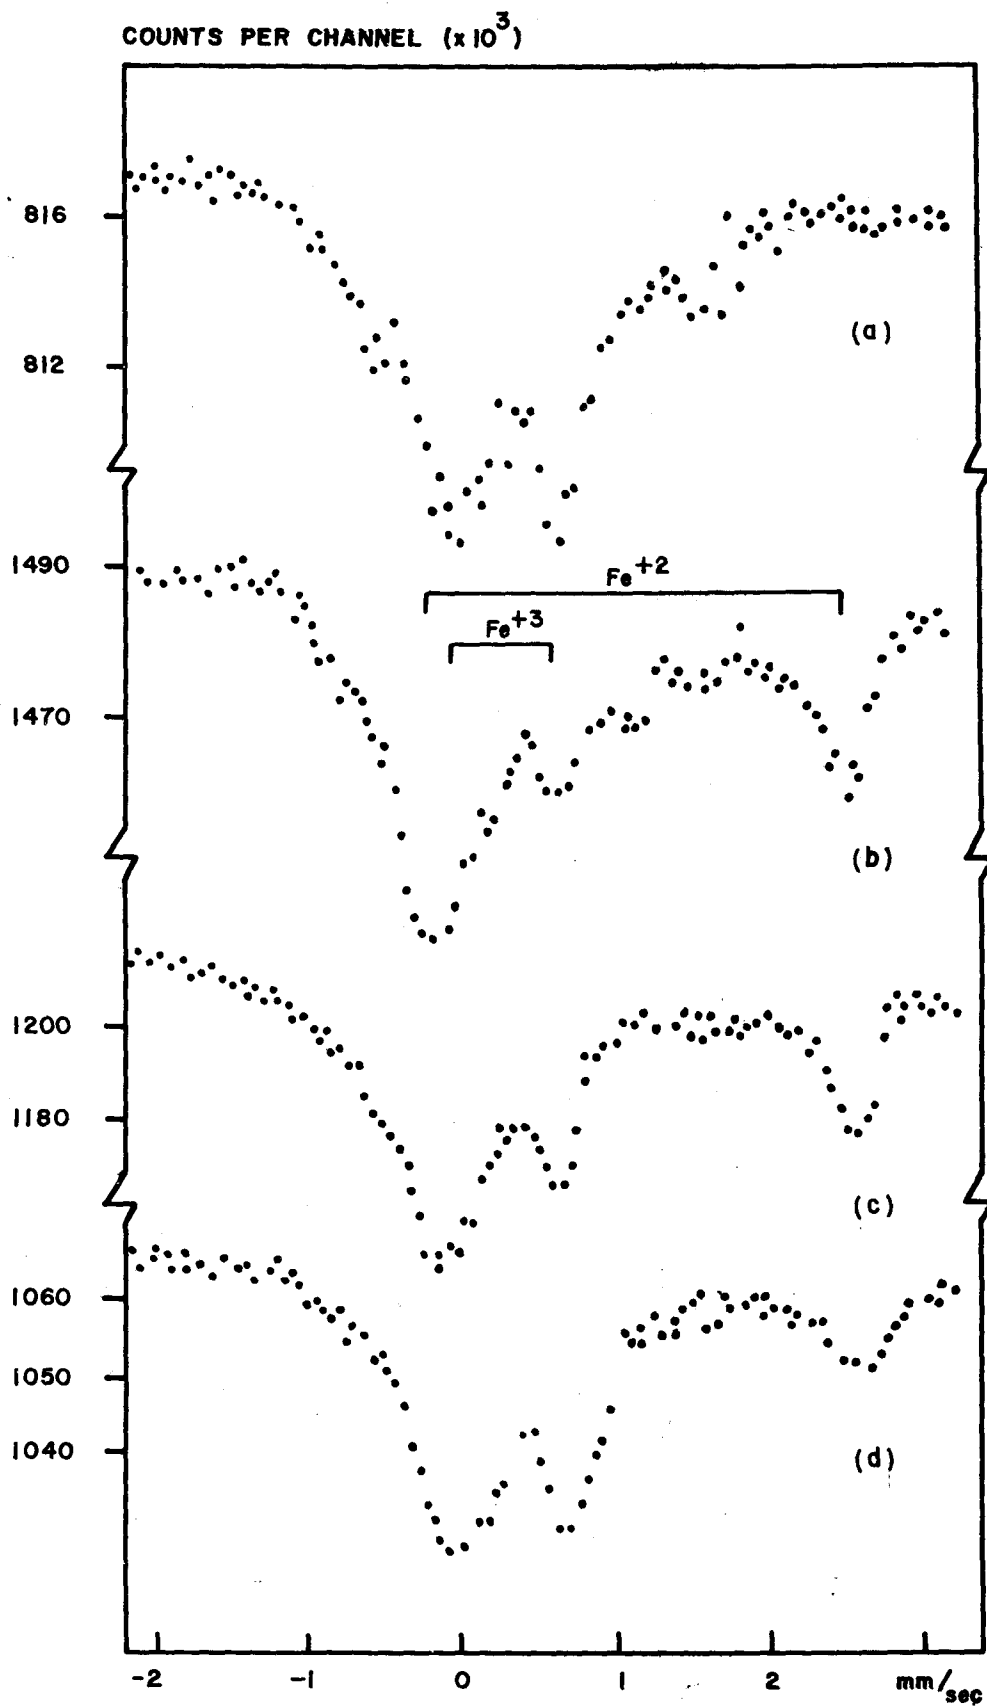 COUNTS PER CHANNEL (x10³)
816
(a)
812
1490
Fe+2
Fe+3
1470
(b)
1200
1180
(c)
1060
1050
1040
(d)
-2 -1 0 1 2 mm/sec